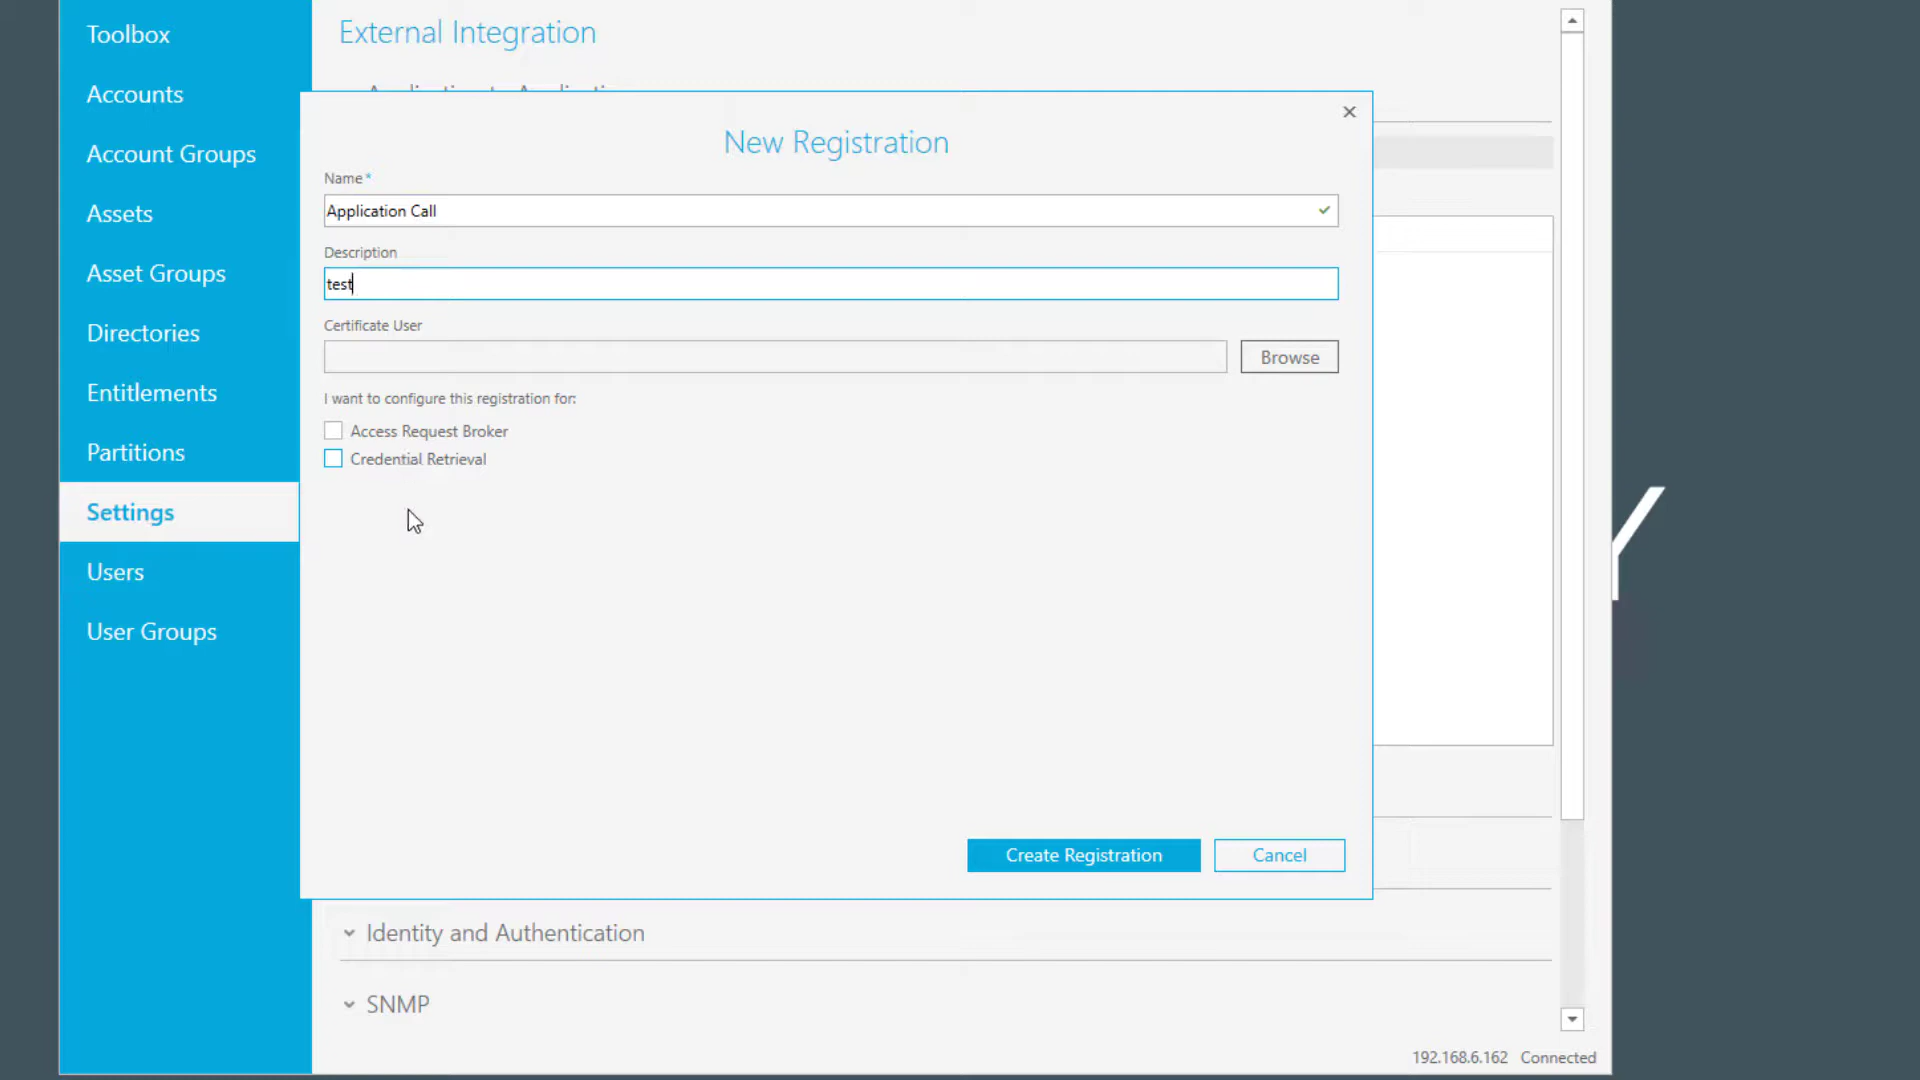 Toolbox
Accounts
Account Groups
Assets
Asset Groups
Directories
Entitlements
Partitions
Settings
Users
User Groups
External Integration
New Registration
Name*
Application Call
Description
test
Certificate User
Browse
I want to configure this registration for:
Access Request Broker
Credential Retrieval
Create Registration
Cancel
Identity and Authentication
SNMP
192.168.6.162 Connected
Y